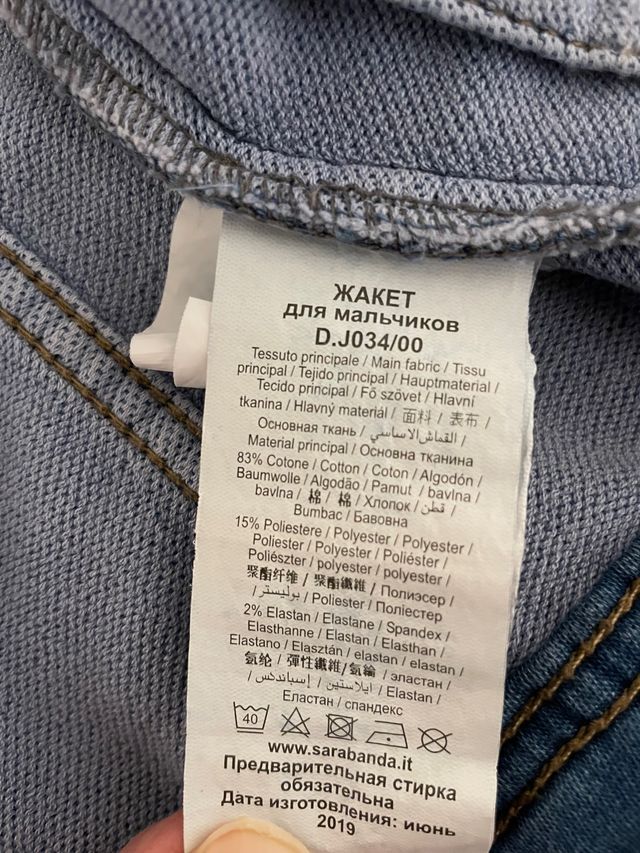 ЖАКЕТ
для мальчиков
D.J034/00
Tessuto principale / Main fabric / Tissu
principal / Tejido principal / Hauptmaterial /
Tecido principal / Fő szövet / Hlavní
tkanina / Hlavný materiál / 面料 / 表布 /
Основная ткань / القماش الاساسي /
Material principal / Основна тканина
83% Cotone / Cotton / Coton / Algodón /
Baumwolle / Algodão / Pamut / bavlna /
bavlna / 棉 / 棉 / Хлопок / قطن /
Bumbac / Бавовна
15% Poliestere / Polyester / Polyester /
Poliester / Polyester / Poliéster /
Poliészter / polyester / polyester /
聚酯纤维 / 聚酯纖維 / Полиэсер /
/ بوليستر / Poliester / Поліестер
2% Elastan / Elastane / Spandex /
Elasthanne / Elastan / Elasthan /
Elastano / Elasztán / elastan / elastan /
氨纶 / 彈性纖維/氨綸 / эластан /
/ إسباندكس / ايلاستين / Elastan /
Еластан / спандекс
40
www.sarabanda.it
Предварительная стирка
обязательна
Дата изготовления: июнь
2019